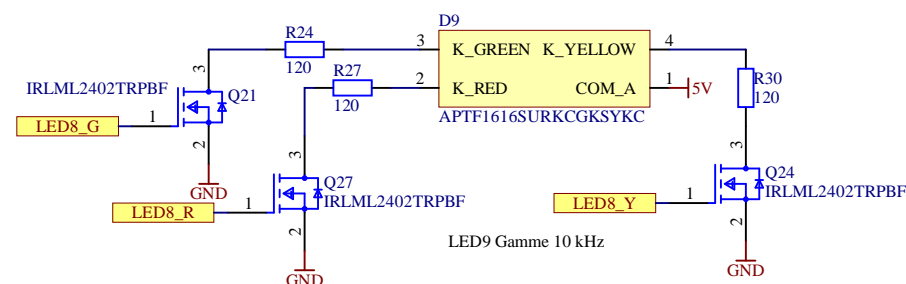 D9
R24
3
K_GREEN
K_YELLOW
4
120
3
IRLML2402TRPBF
Q21
R27
2
K_RED
COM_A
1
5V
R30
120
120
APTF1616SURKCGKSYKC
LED8_G
1
2
3
3
GND
Q27
IRLML2402TRPBF
Q24
IRLML2402TRPBF
LED8_R
1
2
LED8_Y
1
2
LED9 Gamme 10 kHz
GND
GND